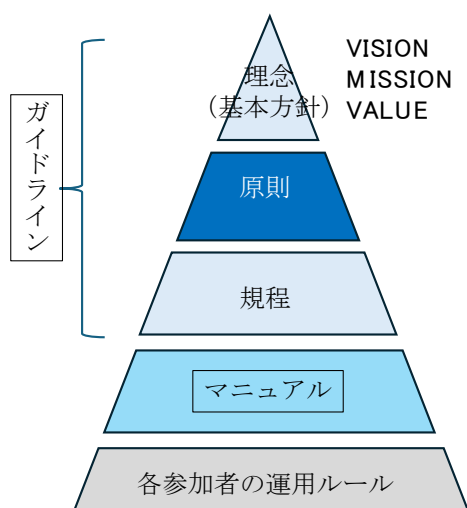 理念
(基本方針)
VISION
MISSION
VALUE
ガイドライン
原則
規程
マニュアル
各参加者の運用ルール